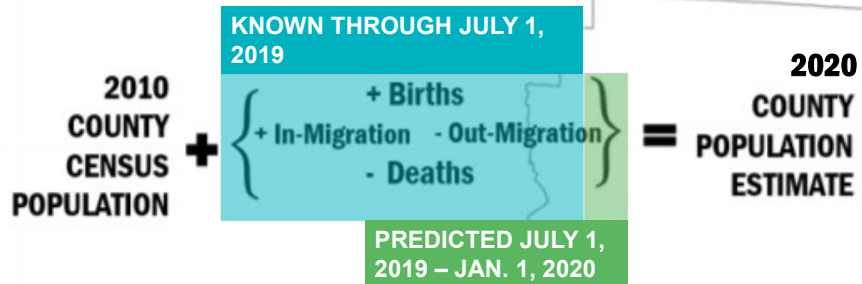 KNOWN THROUGH JULY 1,
2019
2010
COUNTY
CENSUS
POPULATION
+
{ + Births
+ In-Migration - Out-Migration
- Deaths }
=
2020
COUNTY
POPULATION
ESTIMATE
PREDICTED JULY 1,
2019 – JAN. 1, 2020